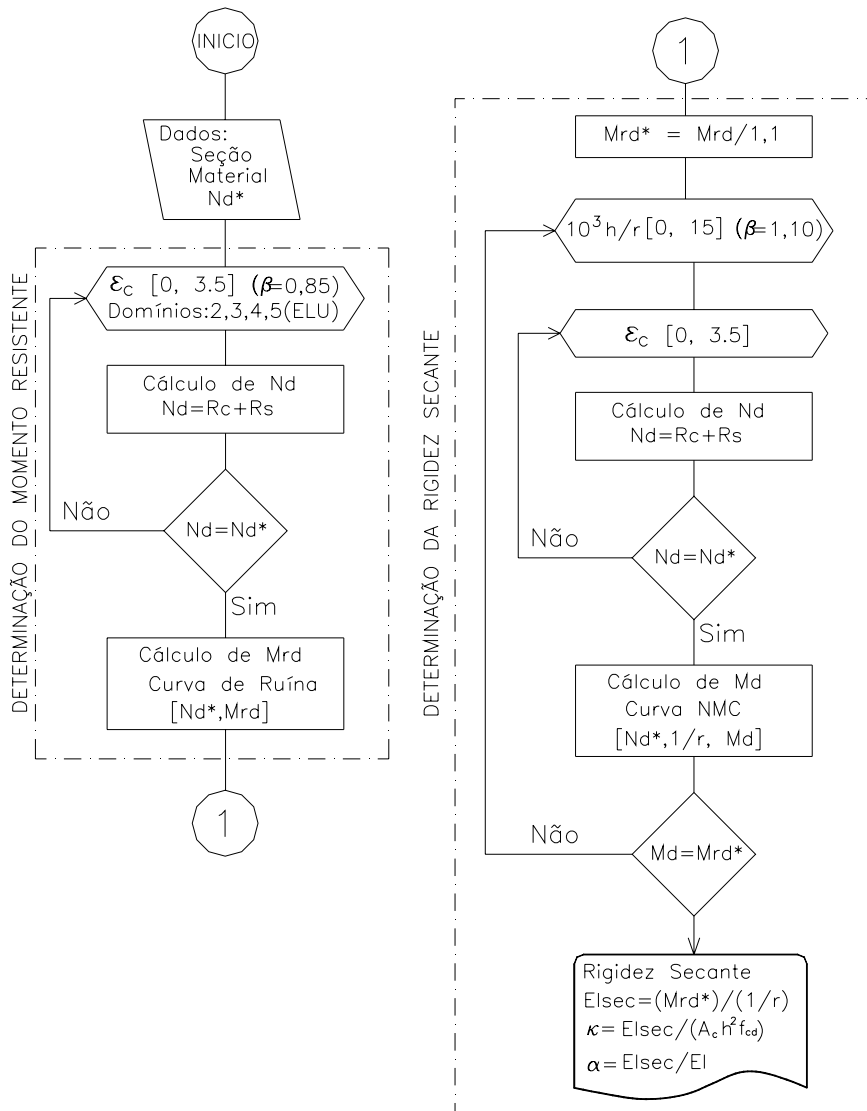 INICIO
Dados:
Seção
Material
Nd*
DETERMINAÇÃO DO MOMENTO RESISTENTE
εc [0, 3.5] (β=0,85)
Domínios:2,3,4,5(ELU)
Cálculo de Nd
Nd=Rc+Rs
Não
Nd=Nd*
Sim
Cálculo de Mrd
Curva de Ruína
[Nd*,Mrd]
1
1
DETERMINAÇÃO DA RIGIDEZ SECANTE
Mrd* = Mrd/1,1
10³h/r[0, 15] (β=1,10)
εc [0, 3.5]
Cálculo de Nd
Nd=Rc+Rs
Não
Nd=Nd*
Sim
Cálculo de Md
Curva NMC
[Nd*,1/r, Md]
Não
Md=Mrd*
Rigidez Secante
EIsec=(Mrd*)/(1/r)
κ= EIsec/(Ac h²fcd)
α= EIsec/EI